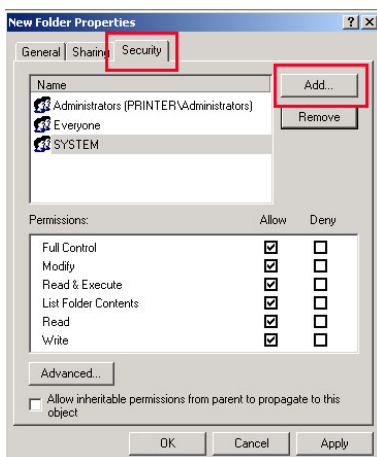 New Folder Properties
General Sharing Security
Name
Add...
Administrators (PRINTER\Administrators)
Everyone
Remove
SYSTEM
Permissions: Allow Deny
Full Control
Modify
Read & Execute
List Folder Contents
Read
Write
Advanced...
Allow inheritable permissions from parent to propagate to this
object
OK Cancel Apply